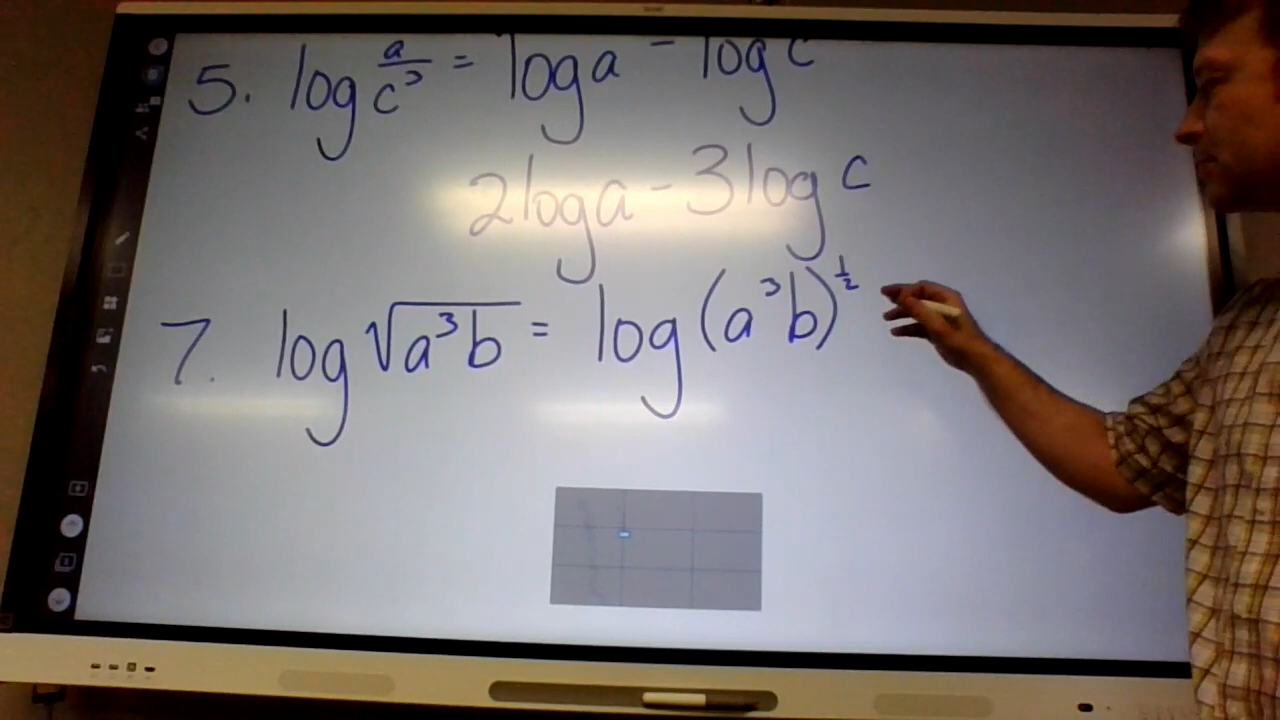 5. log a/c³ = log a - log c
2 log a - 3 log c
7. log √(a³b) = log (a³b)^½